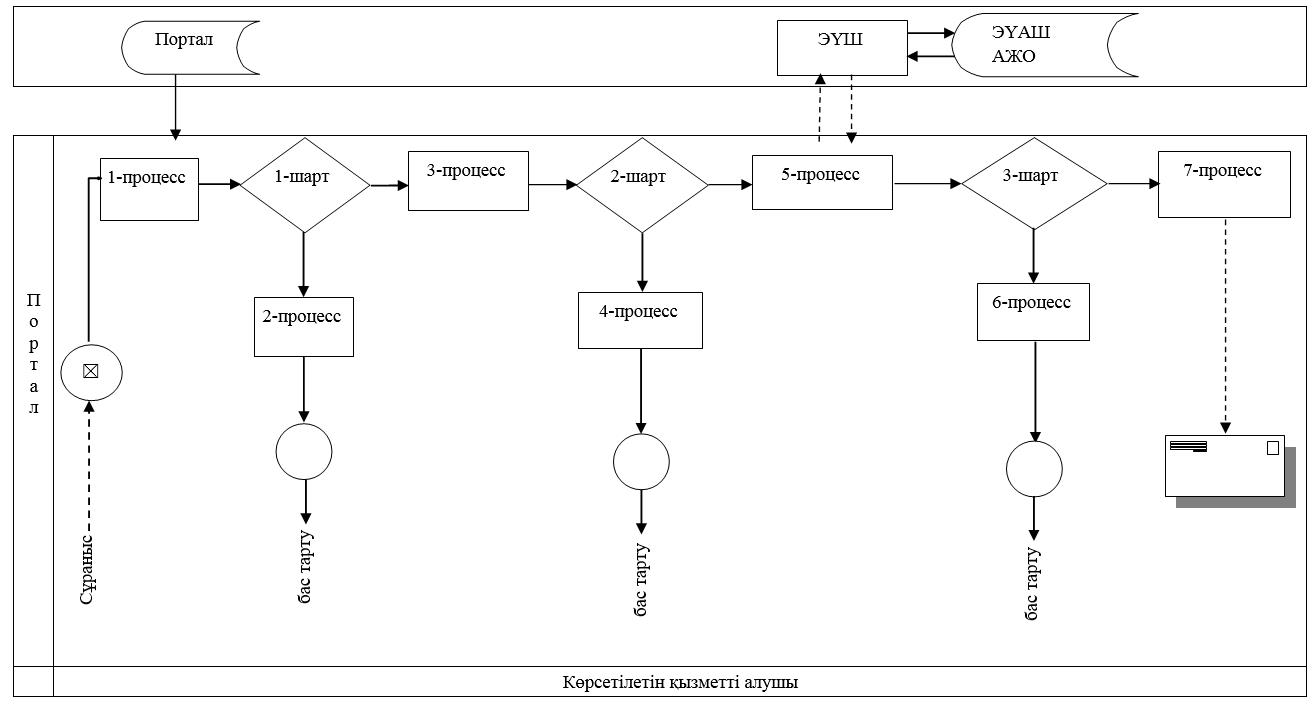 Портал
ЭҮШ
ЭҮАШ
АЖО
1-процесс
1-шарт
3-процесс
2-шарт
5-процесс
3-шарт
7-процесс
2-процесс
4-процесс
6-процесс
Портал
Сұраныс
бас тарту
бас тарту
бас тарту
Көрсетілетін қызметті алушы